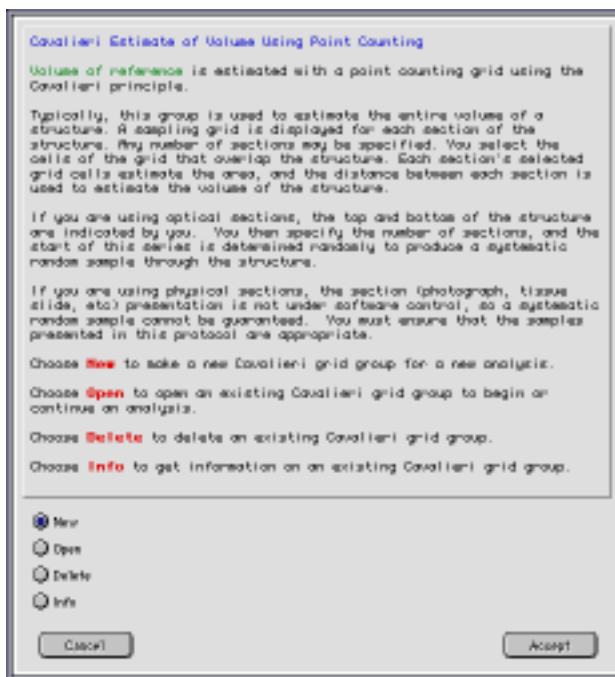 Cavalieri Estimate of Volume Using Point Counting
Volume of reference is estimated with a point counting grid using the
Cavalieri principle.
Typically, this group is used to estimate the entire volume of a
structure. A sampling grid is displayed for each section of the
structure. Any number of sections may be specified. You select the
cells of the grid that overlap the structure. Each section's selected
grid cells estimate the area, and the distance between each section is
used to estimate the volume of the structure.
If you are using optical sections, the top and bottom of the structure
are indicated by you. You then specify the number of sections, and the
start of this series is determined randomly to produce a systematic
random sample through the structure.
If you are using physical sections, the section (photograph, tissue
slide, etc) presentation is not under software control, so a systematic
random sample cannot be guaranteed. You must ensure that the samples
presented in this protocol are appropriate.
Choose New to make a new Cavalieri grid group for a new analysis.
Choose Open to open an existing Cavalieri grid group to begin or
continue an analysis.
Choose Delete to delete an existing Cavalieri grid group.
Choose Info to get information on an existing Cavalieri grid group.
New
Open
Delete
Info
Cancel
Accept